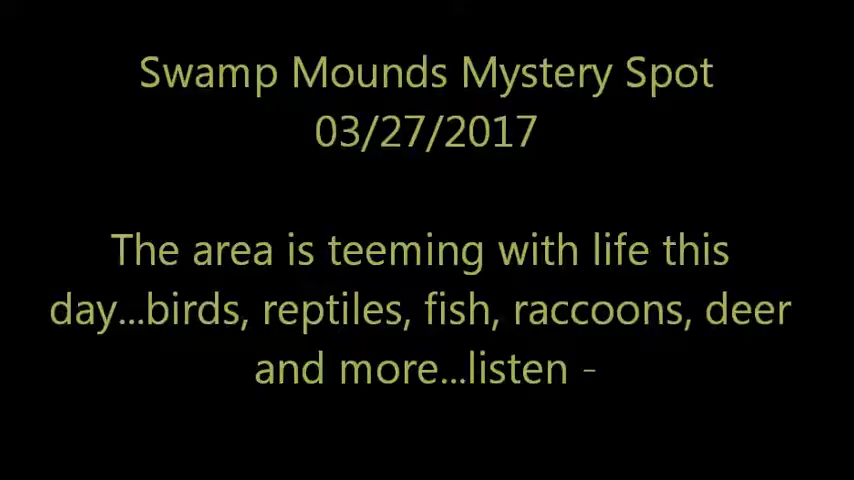 Swamp Mounds Mystery Spot
03/27/2017
The area is teeming with life this
day...birds, reptiles, fish, raccoons, deer
and more...listen -